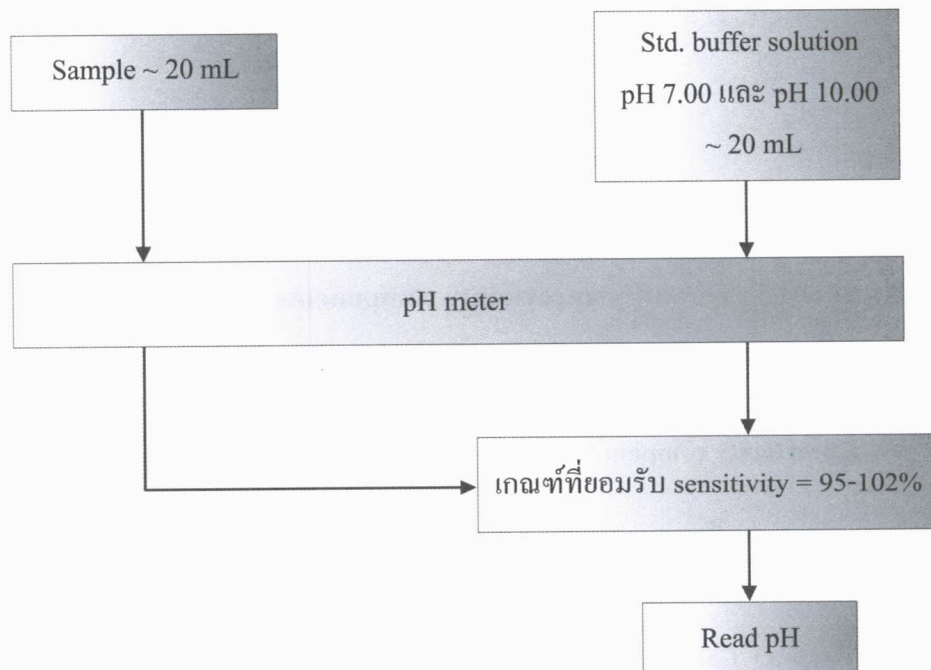 Sample ~ 20 mL
Std. buffer solution
pH 7.00 และ pH 10.00
~ 20 mL
pH meter
เกณฑ์ที่ยอมรับ sensitivity = 95-102%
Read pH